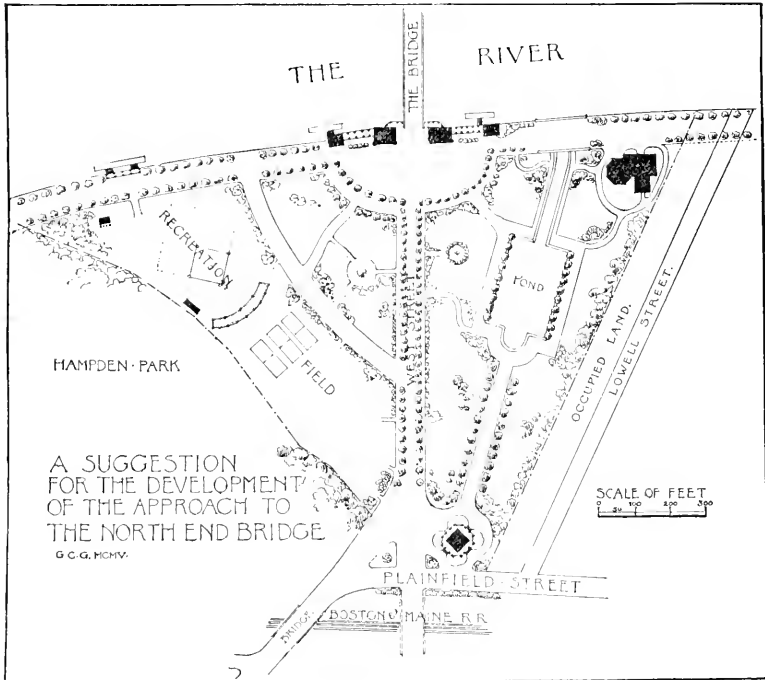 THE RIVER
THE BRIDGE
RECREATION
FIELD
POND
HAMPDEN · PARK
OCCUPIED LAND.
LOWELL STREET.
A SUGGESTION
FOR THE DEVELOPMENT
OF THE APPROACH TO
THE NORTH END BRIDGE
G·C·G· MCMV·
SCALE OF FEET
0 50 100 200 300
PLAINFIELD · STREET
BRIDGE
BOSTON & MAINE R R